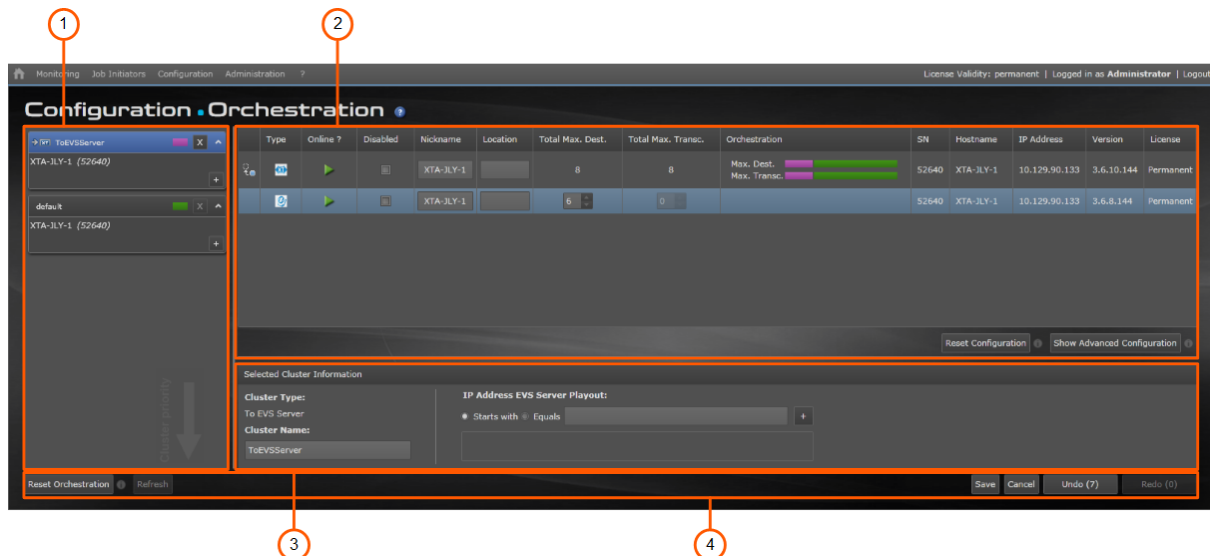 1 2
Monitoring Job Initiators Configuration Administration ? License Validity: permanent | Logged in as Administrator | Logout
Configuration Orchestration ?
ToEVSServer X
XTA-JLY-1 (52640)
+
default X
XTA-JLY-1 (52640)
+
Cluster priority
Type Online ? Disabled Nickname Location Total Max. Dest. Total Max. Transc. Orchestration SN Hostname IP Address Version License
XTA-JLY-1 8 8 Max. Dest. Max. Transc. 52640 XTA-JLY-1 10.129.90.133 3.6.10.144 Permanent
XTA-JLY-1 6 0 52640 XTA-JLY-1 10.129.90.133 3.6.8.144 Permanent
Reset Configuration Show Advanced Configuration
Selected Cluster Information
Cluster Type: IP Address EVS Server Playout:
To EVS Server Starts with Equals +
Cluster Name:
ToEVSServer
Reset Orchestration Refresh Save Cancel Undo (7) Redo (0)
3 4